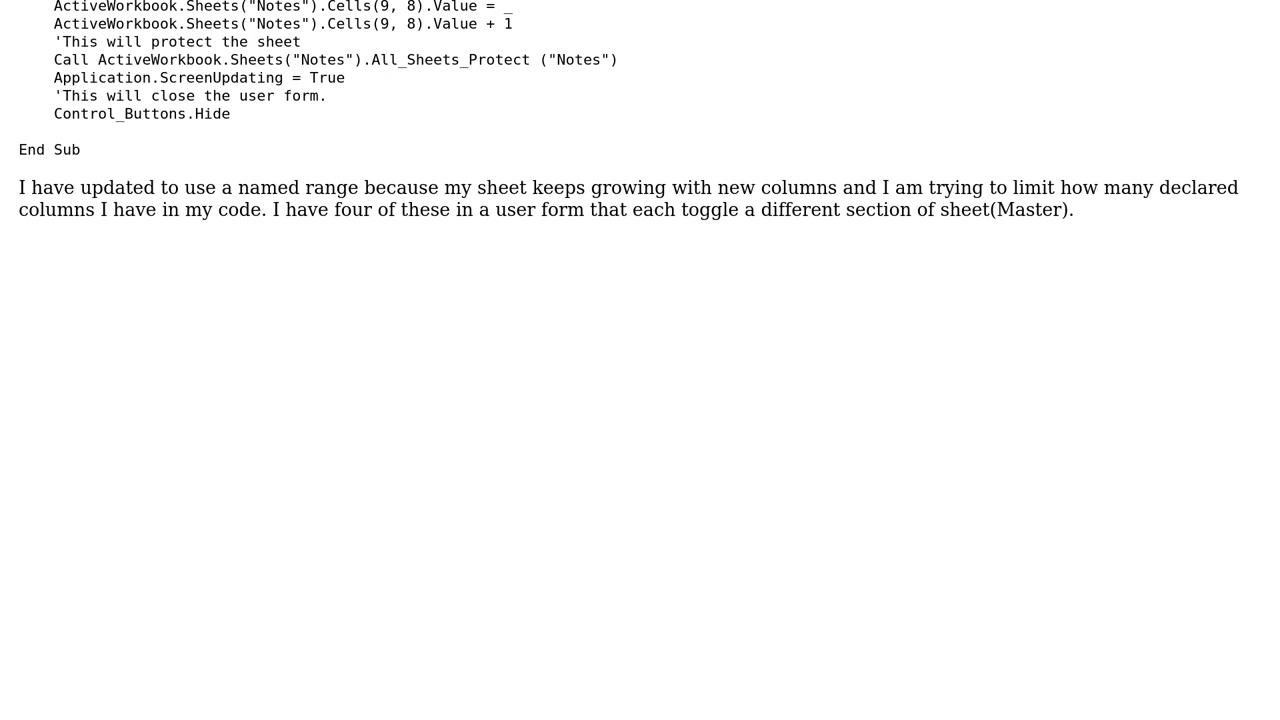 ActiveWorkbook.Sheets("Notes").Cells(9, 8).Value = _
ActiveWorkbook.Sheets("Notes").Cells(9, 8).Value + 1
'This will protect the sheet
Call ActiveWorkbook.Sheets("Notes").All_Sheets_Protect ("Notes")
Application.ScreenUpdating = True
'This will close the user form.
Control_Buttons.Hide
End Sub
I have updated to use a named range because my sheet keeps growing with new columns and I am trying to limit how many declared
columns I have in my code. I have four of these in a user form that each toggle a different section of sheet(Master).